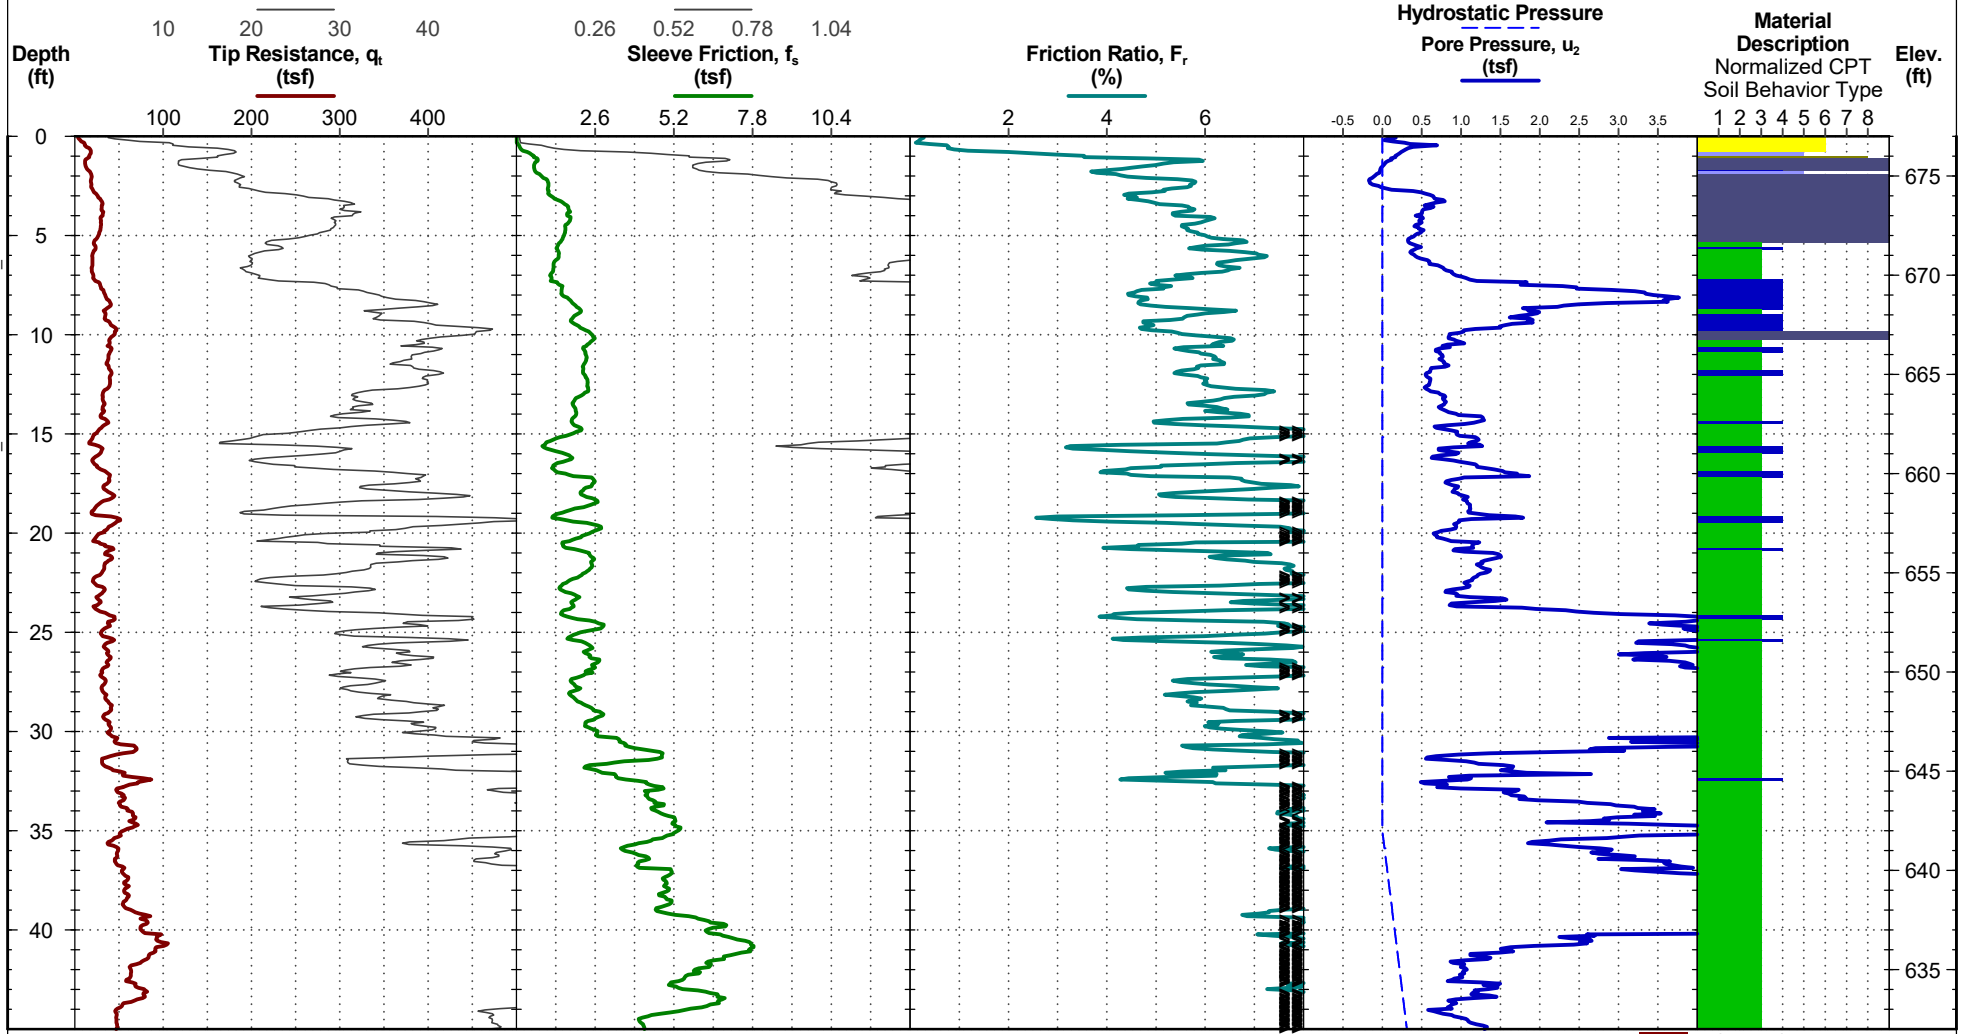 10 20 30 40
0.26 0.52 0.78 1.04
Hydrostatic Pressure
Depth
(ft)
Tip Resistance, qt
(tsf)
Sleeve Friction, fs
(tsf)
Friction Ratio, Fr
(%)
Pore Pressure, u2
(tsf)
Material
Description
Normalized CPT
Soil Behavior Type
Elev.
(ft)
100 200 300 400
2.6 5.2 7.8 10.4
2 4 6
-0.5 0.0 0.5 1.0 1.5 2.0 2.5 3.0 3.5
1 2 3 4 5 6 7 8
0
5
10
15
20
25
30
35
40
675
670
665
660
655
650
645
640
635